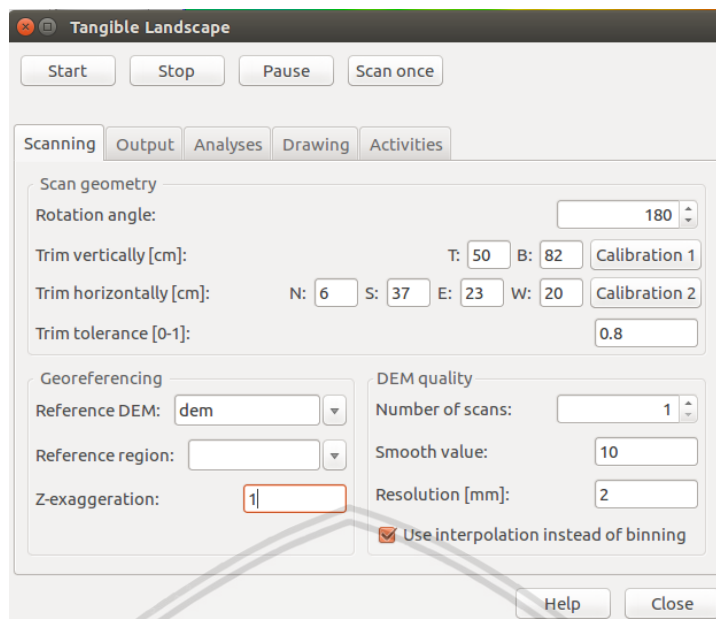 Tangible Landscape
Start Stop Pause Scan once
Scanning Output Analyses Drawing Activities
Scan geometry
Rotation angle: 180
Trim vertically [cm]: T: 50 B: 82 Calibration 1
Trim horizontally [cm]: N: 6 S: 37 E: 23 W: 20 Calibration 2
Trim tolerance [0-1]: 0.8
Georeferencing
Reference DEM: dem
Reference region:
Z-exaggeration: 1
DEM quality
Number of scans: 1
Smooth value: 10
Resolution [mm]: 2
Use interpolation instead of binning
Help Close